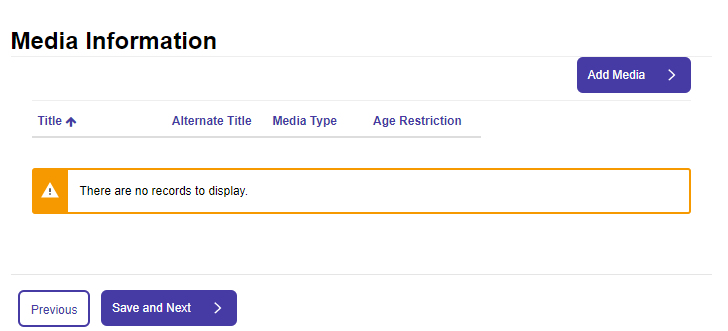 Media Information
Add Media
Title Alternate Title Media Type Age Restriction
There are no records to display.
Previous Save and Next